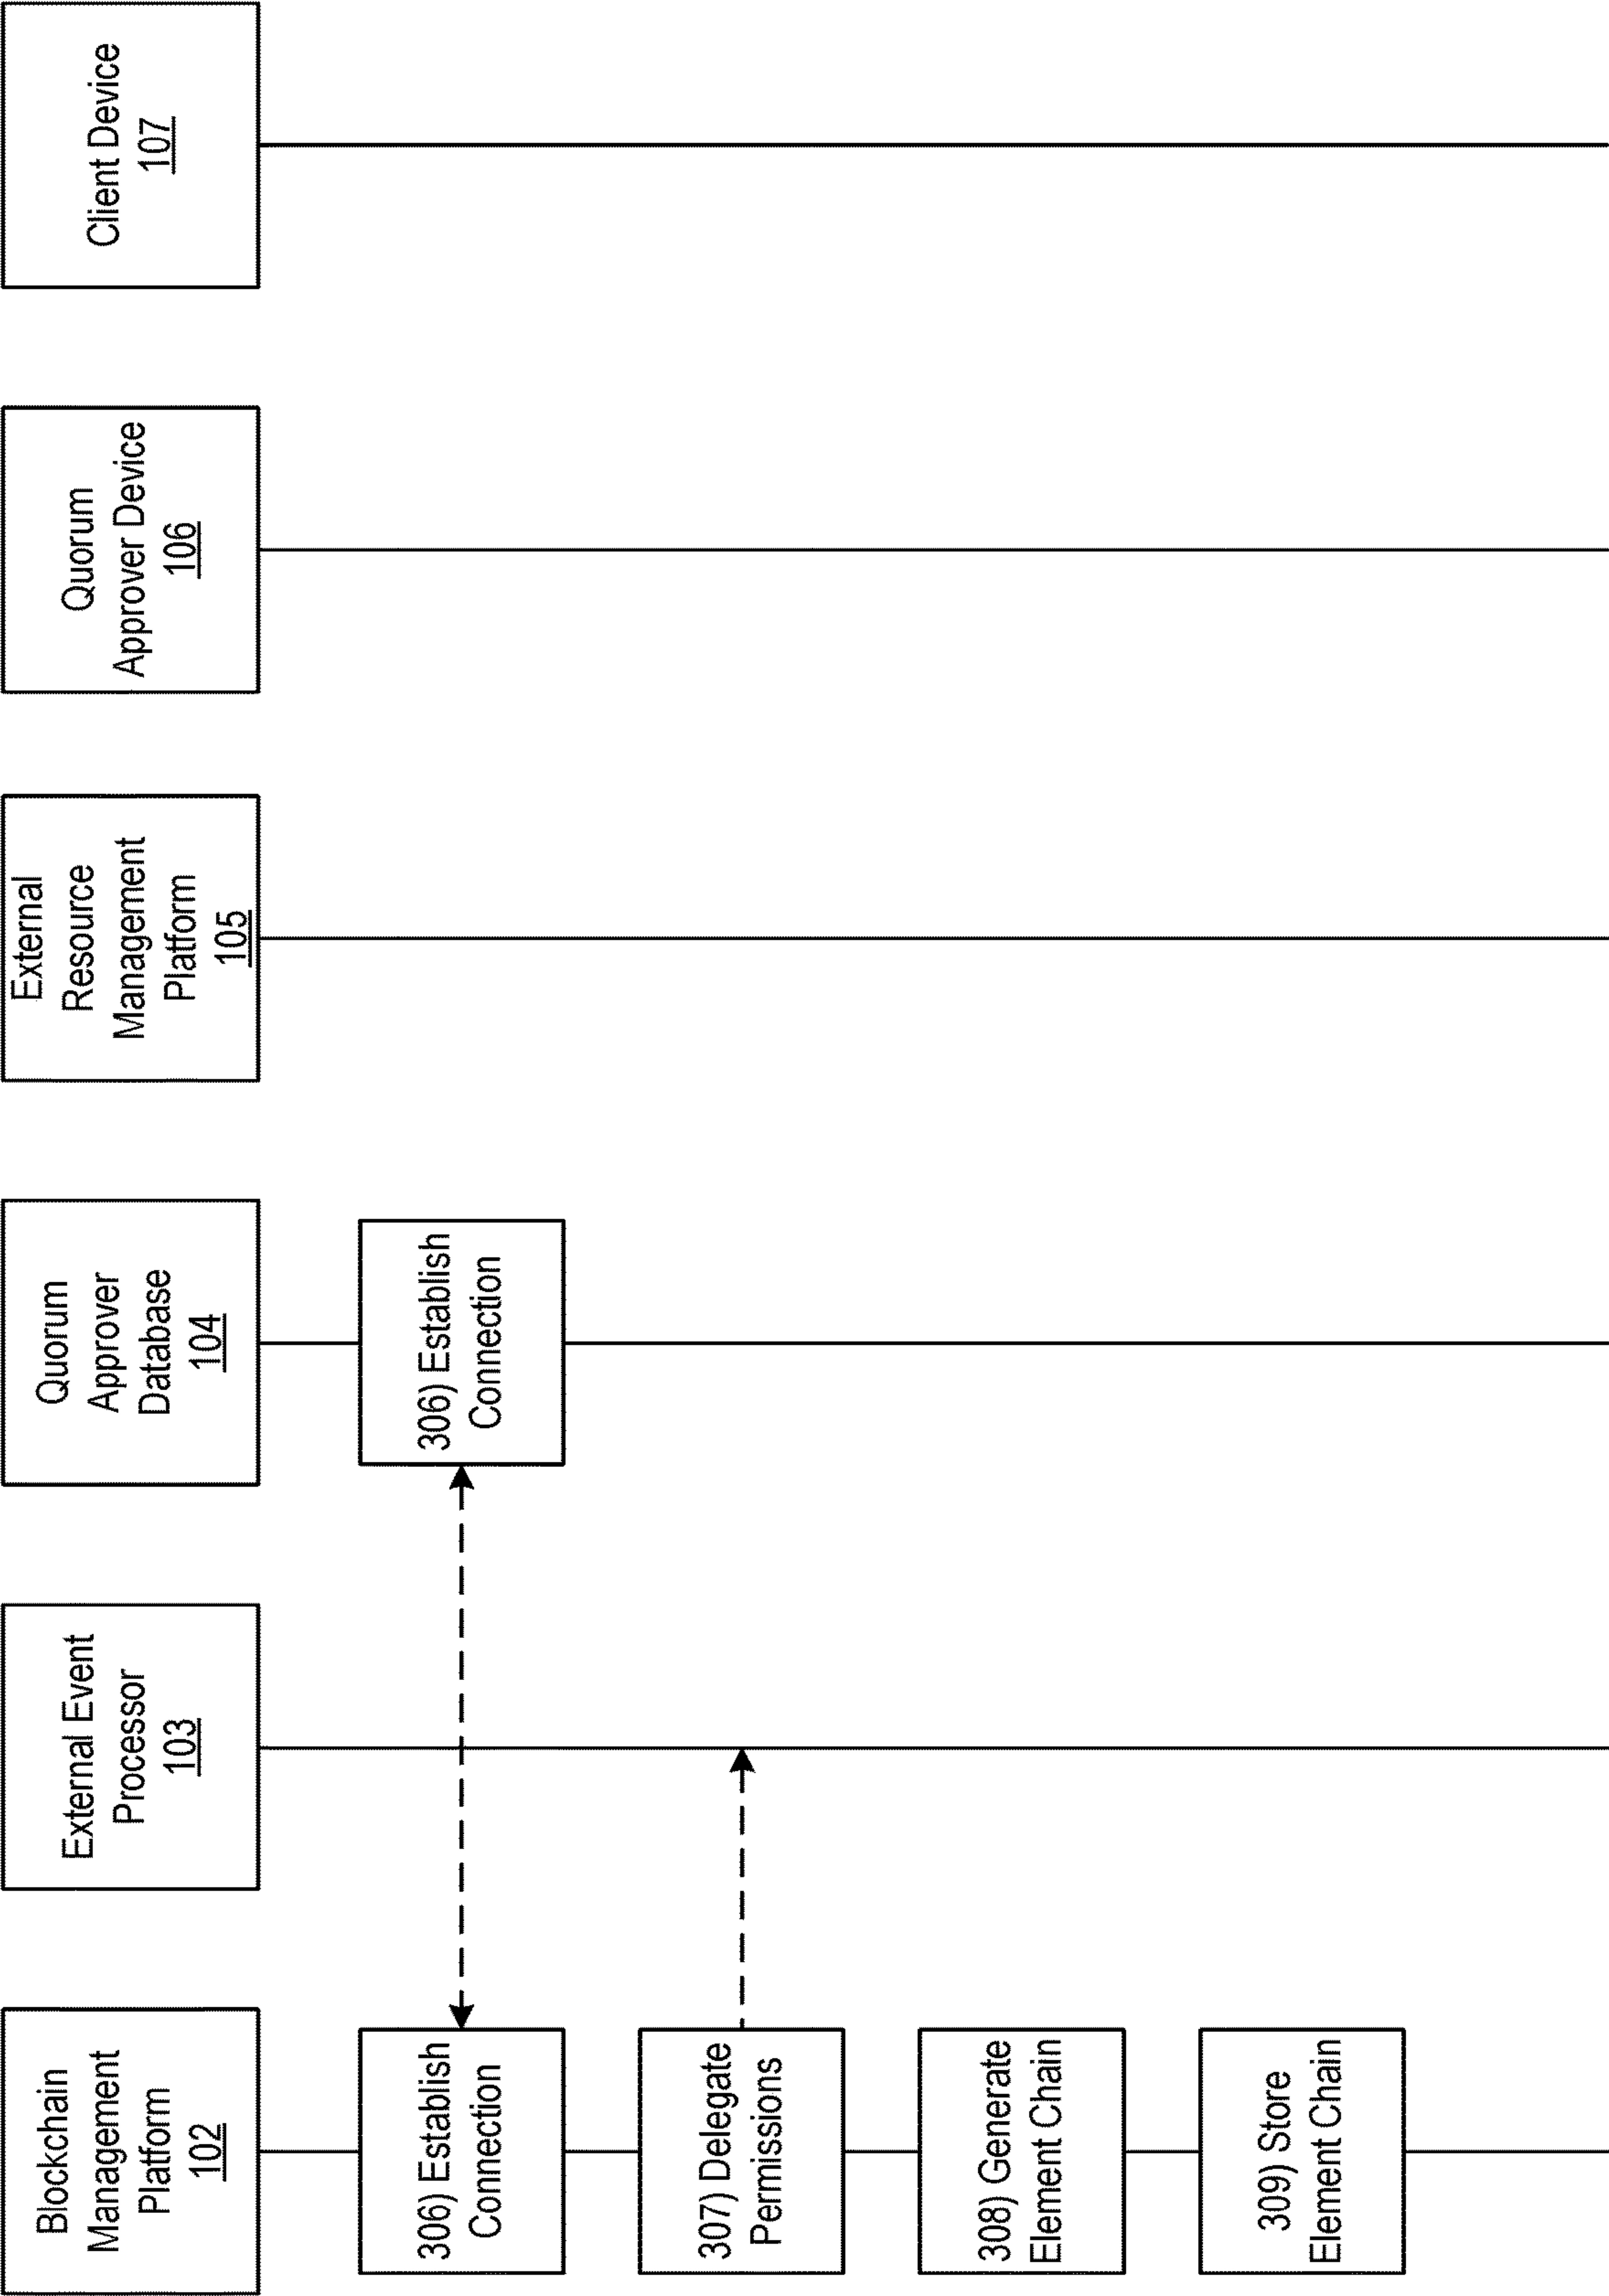 Blockchain
Management
Platform
102
External Event
Processor
103
Quorum
Approver
Database
104
External
Resource
Management
Platform
105
Quorum
Approver Device
106
Client Device
107
306) Establish
Connection
306) Establish
Connection
307) Delegate
Permissions
308) Generate
Element Chain
309) Store
Element Chain